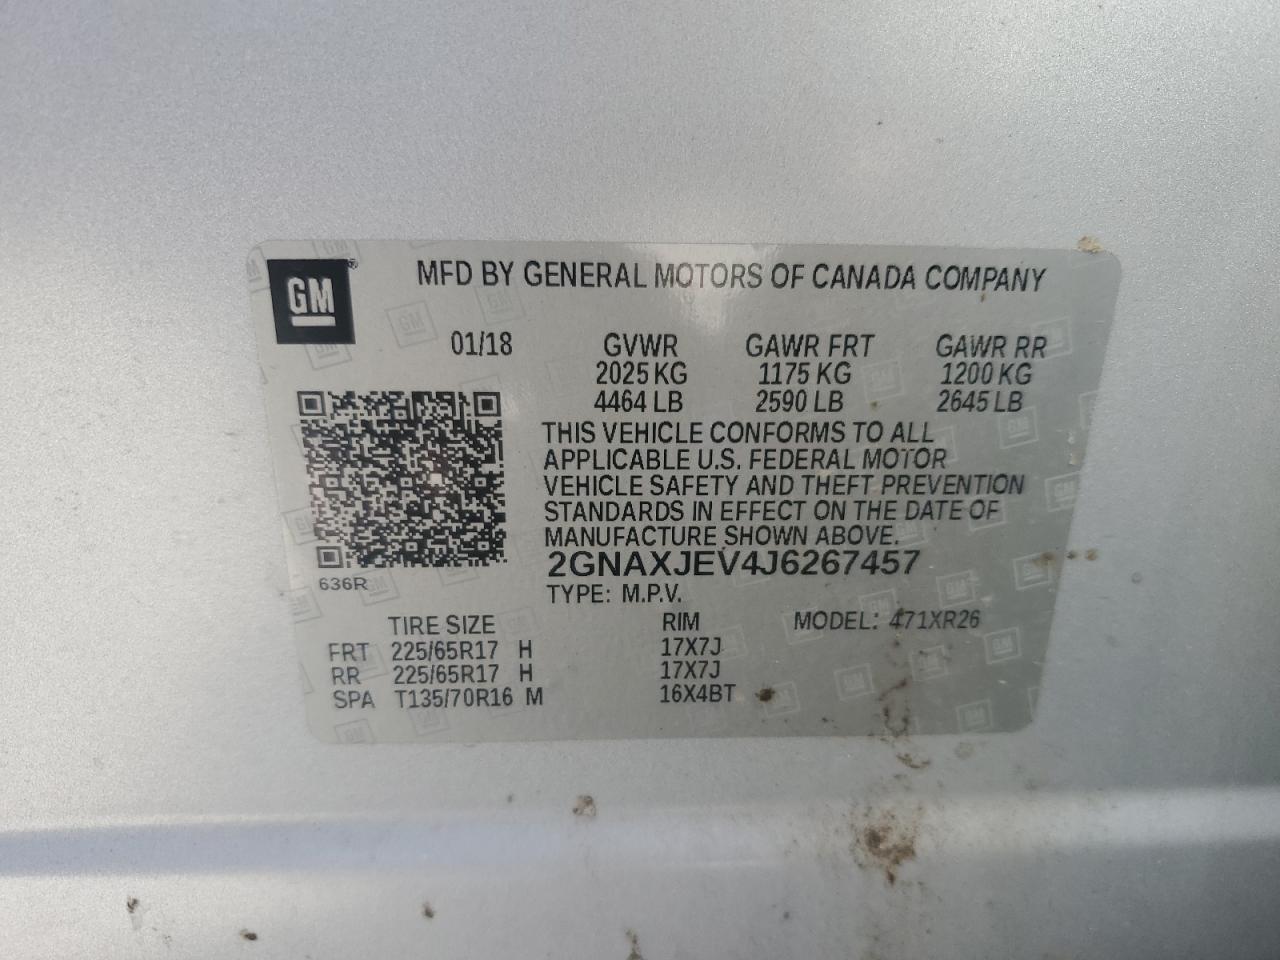 GM®
MFD BY GENERAL MOTORS OF CANADA COMPANY
01/18 GVWR GAWR FRT GAWR RR
2025 KG 1175 KG 1200 KG
4464 LB 2590 LB 2645 LB
THIS VEHICLE CONFORMS TO ALL
APPLICABLE U.S. FEDERAL MOTOR
VEHICLE SAFETY AND THEFT PREVENTION
STANDARDS IN EFFECT ON THE DATE OF
MANUFACTURE SHOWN ABOVE.
2GNAXJEV4J6267457
636R
TYPE: M.P.V.
TIRE SIZE RIM MODEL: 471XR26
FRT 225/65R17 H 17X7J
RR 225/65R17 H 17X7J
SPA T135/70R16 M 16X4BT